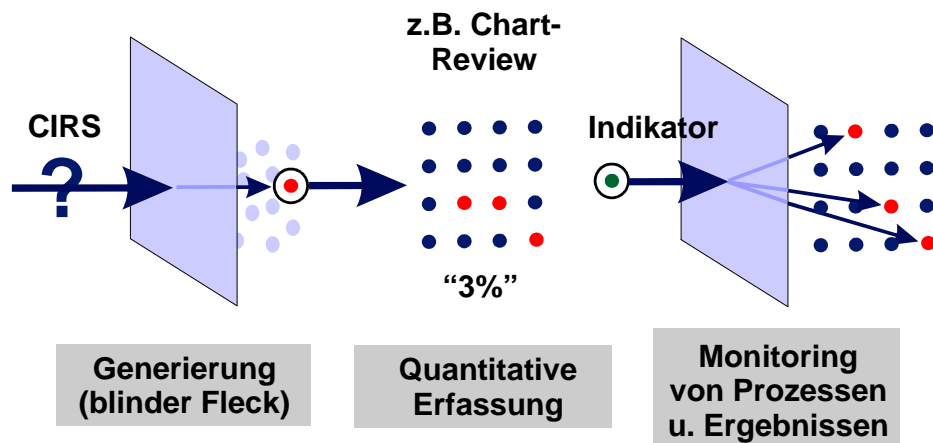 z.B. Chart-
Review
CIRS
?
Indikator
“3%”
Generierung
(blinder Fleck)
Quantitative
Erfassung
Monitoring
von Prozessen
u. Ergebnissen